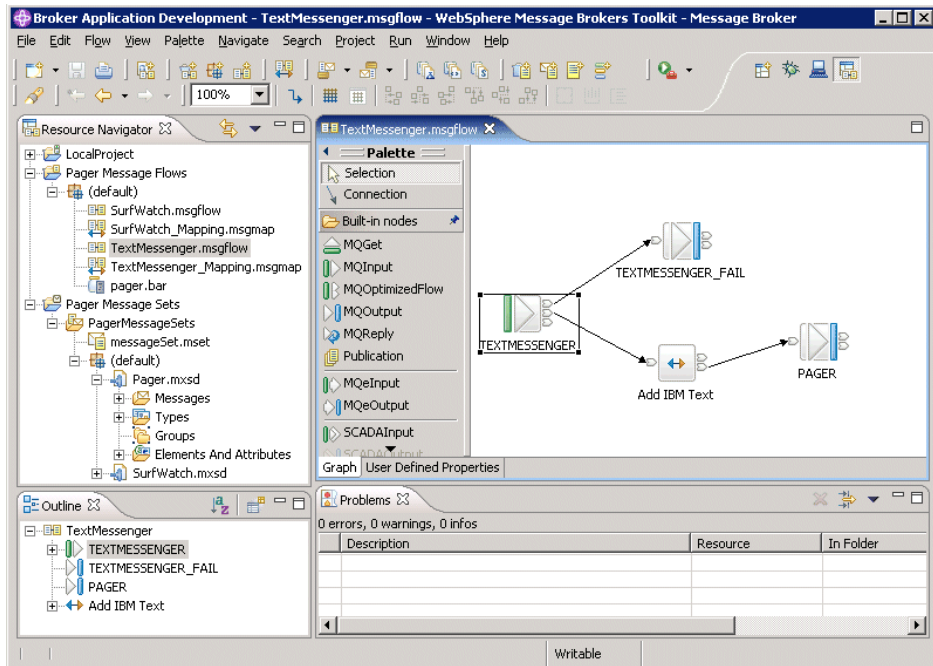 Broker Application Development - TextMessenger.msgflow - WebSphere Message Brokers Toolkit - Message Broker
File Edit Flow View Palette Navigate Search Project Run Window Help
100%
Resource Navigator
LocalProject
Pager Message Flows
(default)
SurfWatch.msgflow
SurfWatch_Mapping.msgmap
TextMessenger.msgflow
TextMessenger_Mapping.msgmap
pager.bar
Pager Message Sets
PagerMessageSets
messageSet.mset
(default)
Pager.mxsd
Messages
Types
Groups
Elements And Attributes
SurfWatch.mxsd
TextMessenger.msgflow
Palette
Selection
Connection
Built-in nodes
MQGet
MQInput
MQOptimizedFlow
MQOutput
MQReply
Publication
MQeInput
MQeOutput
SCADAInput
SCADAOutput
TEXTMESSENGER_FAIL
TEXTMESSENGER
Add IBM Text
PAGER
Graph User Defined Properties
Outline
TextMessenger
TEXTMESSENGER
TEXTMESSENGER_FAIL
PAGER
Add IBM Text
Problems
0 errors, 0 warnings, 0 infos
Description Resource In Folder
Writable